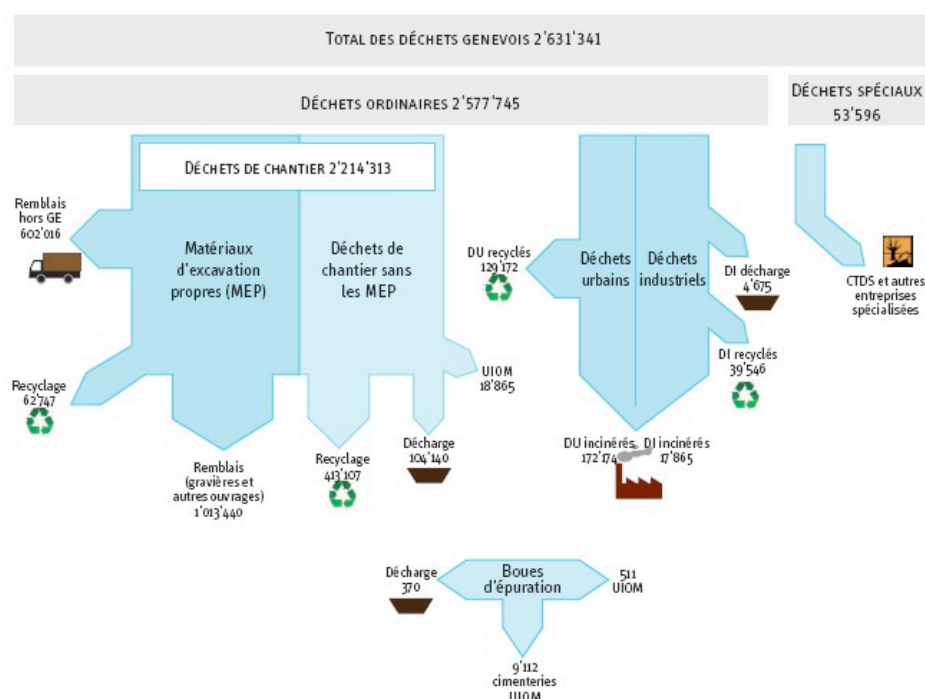 TOTAL DES DÉCHETS GENEVOIS 2'631'341
DÉCHETS ORDINAIRES 2'577'745
DÉCHETS SPÉCIAUX
53'596
DÉCHETS DE CHANTIER 2'214'313
Remblais
hors GE
602'016
Matériaux
d'excavation
propres (MEP)
Déchets de
chantier sans
les MEP
DU recyclés
129'172
Déchets
urbains
Déchets
industriels
DI décharge
4'675
CTDS et autres
entreprises
spécialisées
Recyclage
62'747
UIOM
18'865
DI recyclés
39'546
Remblais
(gravières et
autres ouvrages)
1'013'440
Recyclage
413'107
Décharge
104'140
DU incinérés
172'174
DI incinérés
17'865
Décharge
370
Boues
d'épuration
511
UIOM
9'112
cimenteries
UIOM